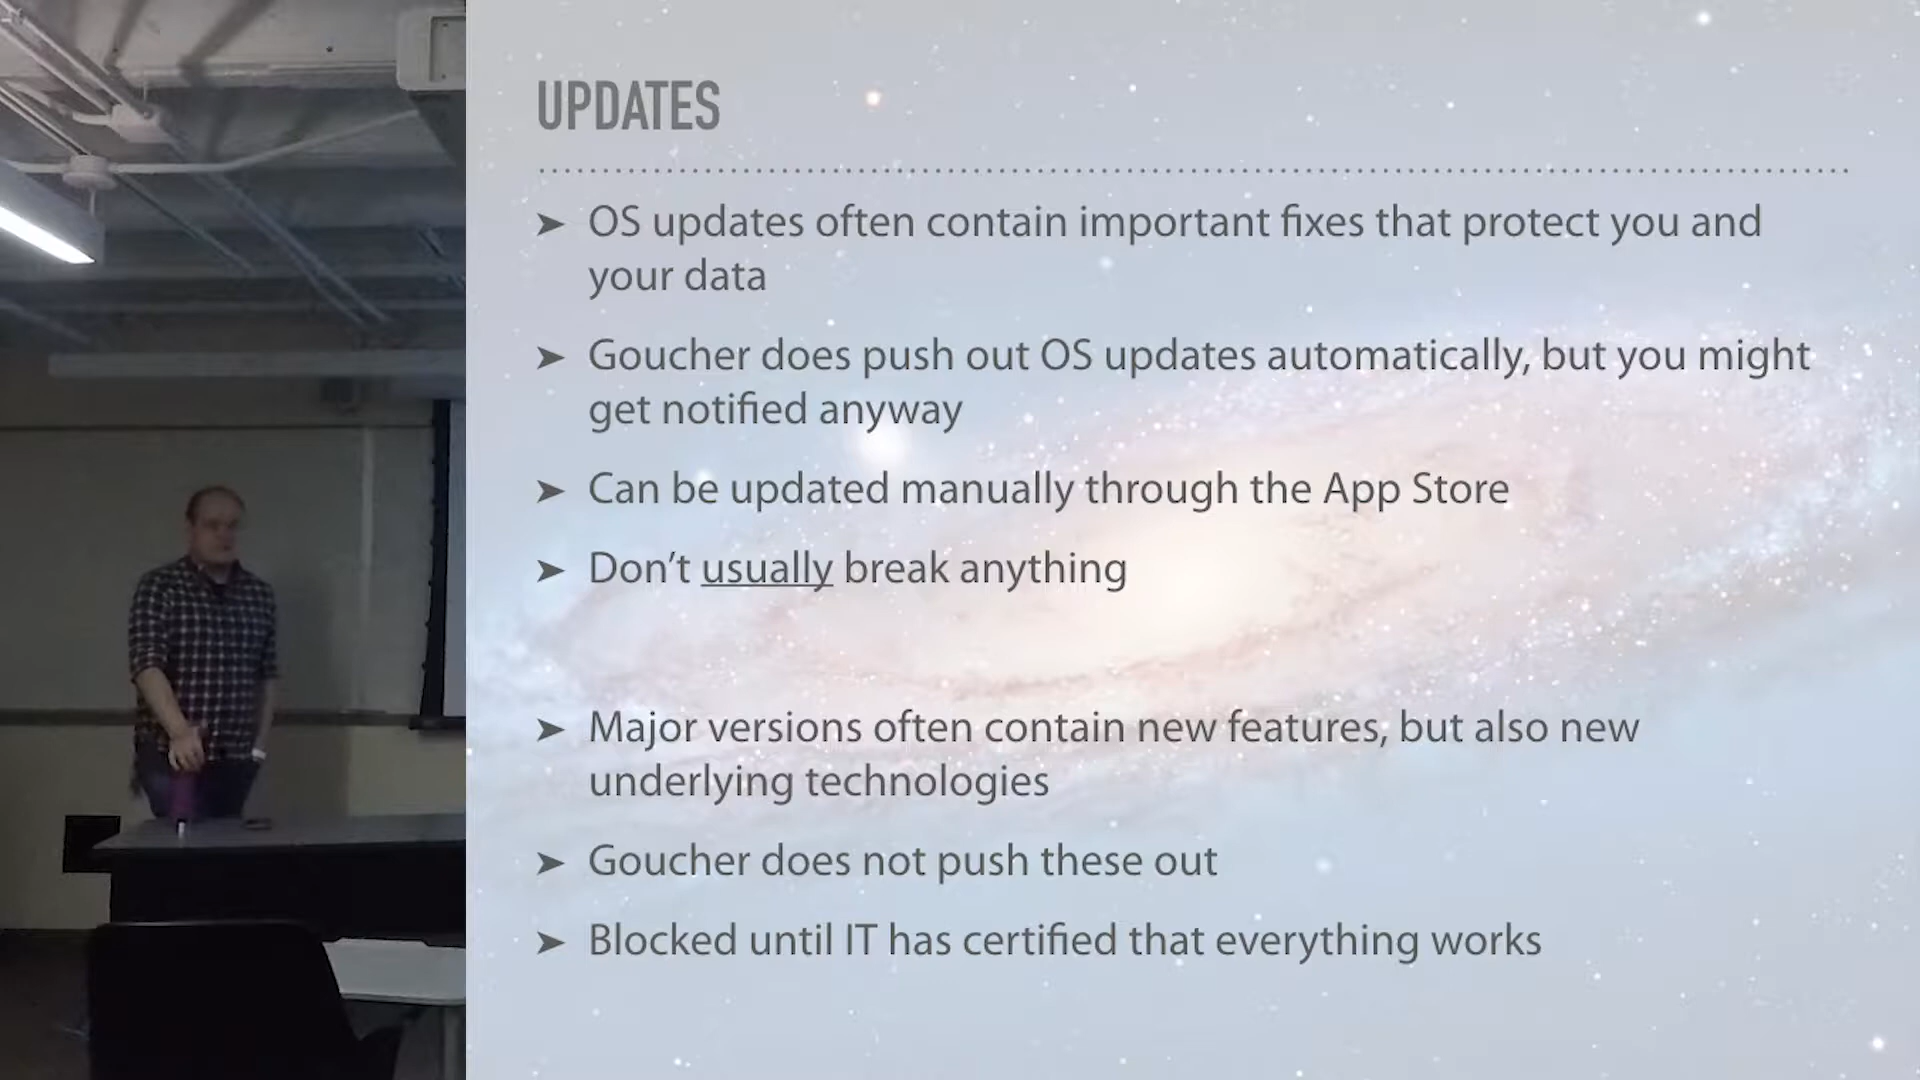 UPDATES
➤ OS updates often contain important fixes that protect you and
your data
➤ Goucher does push out OS updates automatically, but you might
get notified anyway
➤ Can be updated manually through the App Store
➤ Don’t usually break anything
➤ Major versions often contain new features, but also new
underlying technologies
➤ Goucher does not push these out
➤ Blocked until IT has certified that everything works